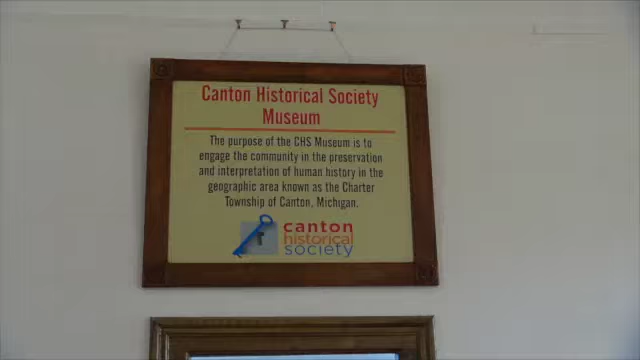 Canton Historical Society
Museum
The purpose of the CHS Museum is to
engage the community in the preservation
and interpretation of human history in the
geographic area known as the Charter
Township of Canton, Michigan.
canton
historical
society